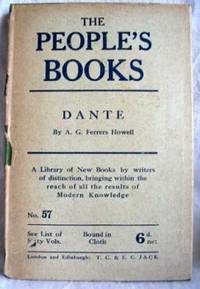 THE
PEOPLE'S
BOOKS
DANTE
By A. G. Ferrers Howell
A Library of New Books by writers
of distinction, bringing within the
reach of all the results of
Modern Knowledge
No. 57
See List of
Sixty Vols.
Bound in
Cloth
6d.
net
London and Edinburgh: T. C. & E. C. JACK